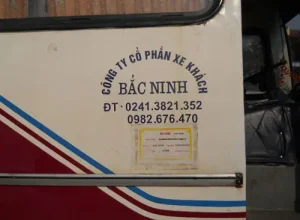 CÔNG TY CỔ PHẦN XE KHÁCH
BẮC NINH
ĐT · 0241.3821.352
0982.676.470